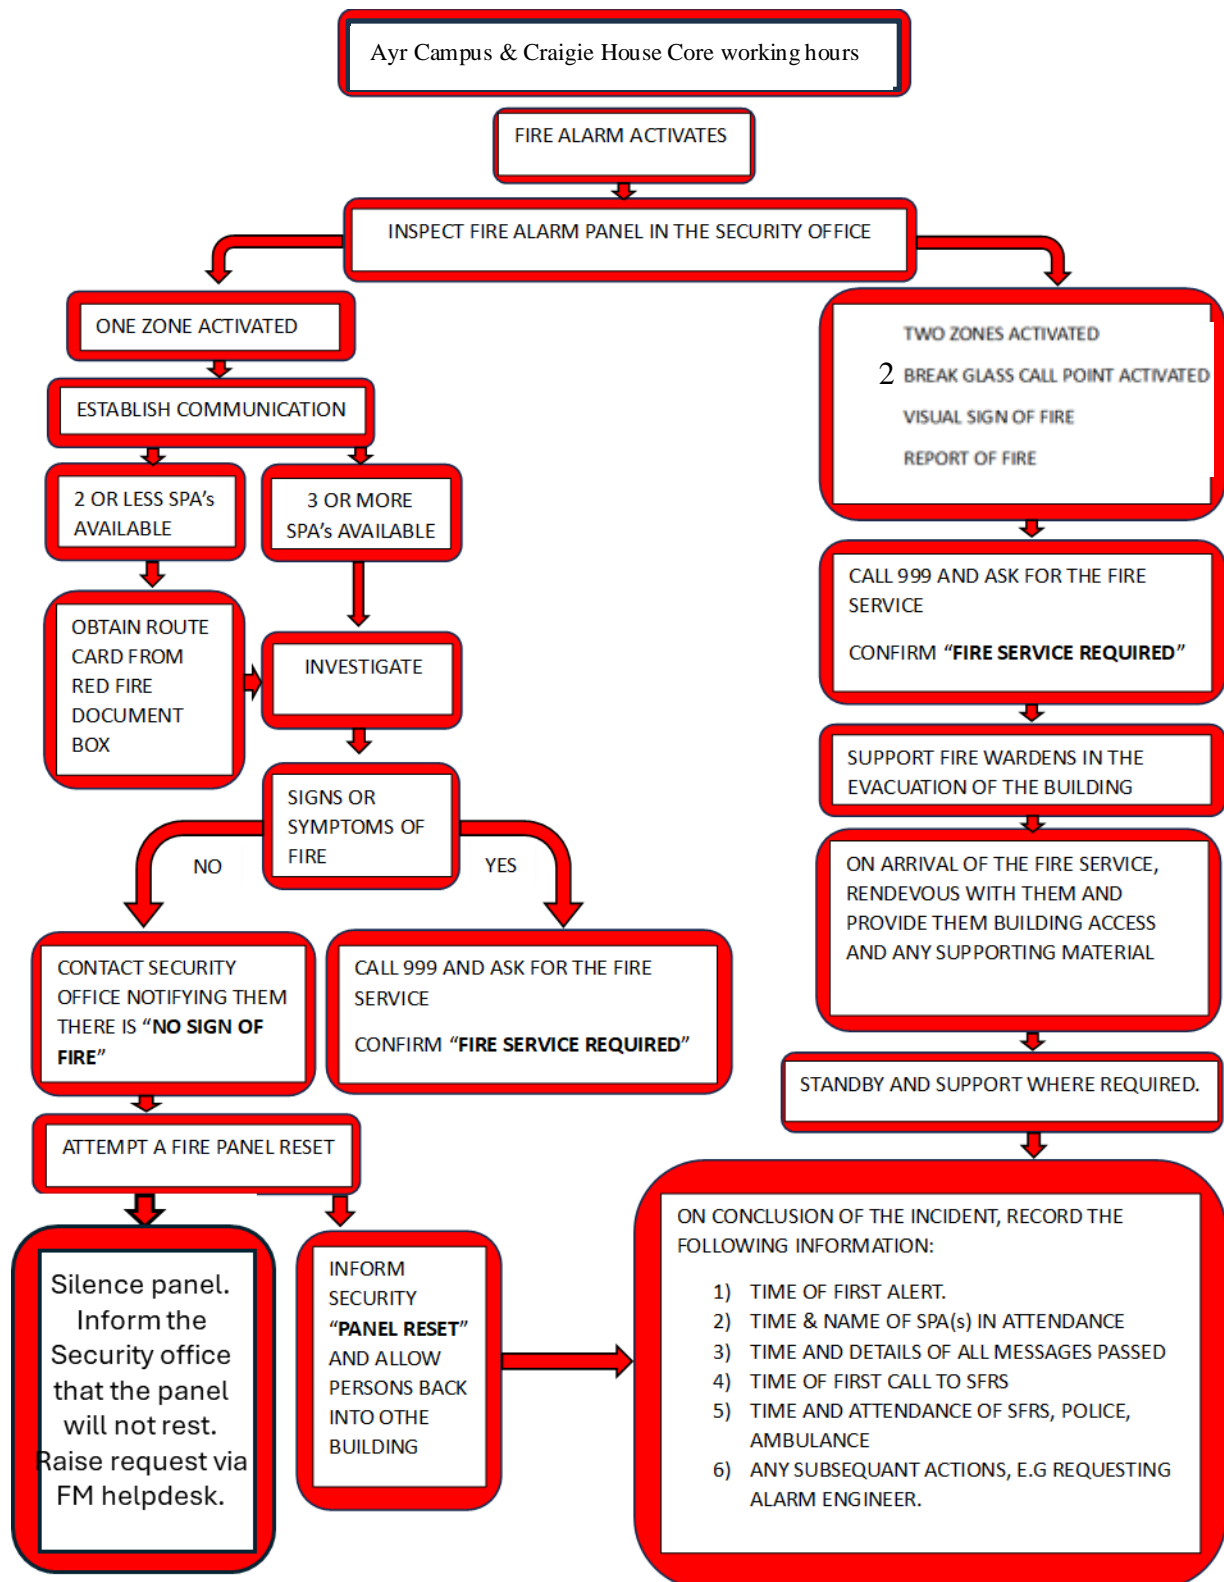 Ayr Campus & Craigie House Core working hours
FIRE ALARM ACTIVATES
INSPECT FIRE ALARM PANEL IN THE SECURITY OFFICE
ONE ZONE ACTIVATED
ESTABLISH COMMUNICATION
2 OR LESS SPA's
AVAILABLE
3 OR MORE
SPA's AVAILABLE
OBTAIN ROUTE
CARD FROM
RED FIRE
DOCUMENT
BOX
INVESTIGATE
SIGNS OR
SYMPTOMS OF
FIRE
NO
YES
CONTACT SECURITY
OFFICE NOTIFYING THEM
THERE IS “NO SIGN OF
FIRE”
CALL 999 AND ASK FOR THE FIRE
SERVICE
CONFIRM “FIRE SERVICE REQUIRED”
ATTEMPT A FIRE PANEL RESET
Silence panel.
Inform the
Security office
that the panel
will not rest.
Raise request via
FM helpdesk.
INFORM
SECURITY
“PANEL RESET”
AND ALLOW
PERSONS BACK
INTO OTHE
BUILDING
TWO ZONES ACTIVATED
2 BREAK GLASS CALL POINT ACTIVATED
VISUAL SIGN OF FIRE
REPORT OF FIRE
CALL 999 AND ASK FOR THE FIRE
SERVICE
CONFIRM “FIRE SERVICE REQUIRED”
SUPPORT FIRE WARDENS IN THE
EVACUATION OF THE BUILDING
ON ARRIVAL OF THE FIRE SERVICE,
RENDEVOUS WITH THEM AND
PROVIDE THEM BUILDING ACCESS
AND ANY SUPPORTING MATERIAL
STANDBY AND SUPPORT WHERE REQUIRED.
ON CONCLUSION OF THE INCIDENT, RECORD THE
FOLLOWING INFORMATION:
1) TIME OF FIRST ALERT.
2) TIME & NAME OF SPA(s) IN ATTENDANCE
3) TIME AND DETAILS OF ALL MESSAGES PASSED
4) TIME OF FIRST CALL TO SFRS
5) TIME AND ATTENDANCE OF SFRS, POLICE,
AMBULANCE
6) ANY SUBSEQUANT ACTIONS, E.G REQUESTING
ALARM ENGINEER.